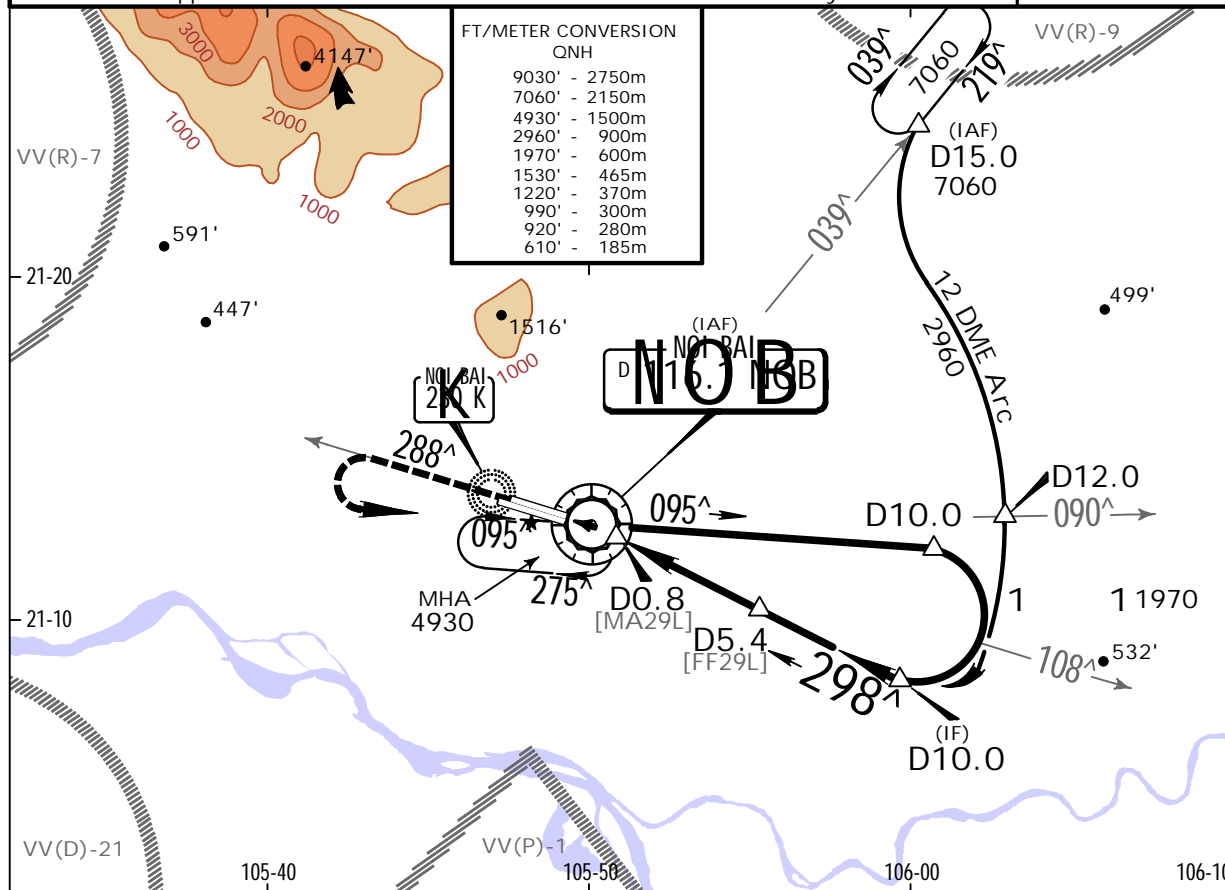 FT/METER CONVERSION
QNH
9030' - 2750m
7060' - 2150m
4930' - 1500m
2960' - 900m
1970' - 600m
1530' - 465m
1220' - 370m
990' - 300m
920' - 280m
610' - 185m
3000
4147'
2000
1000
1000
VV(R)-7
VV(R)-9
039^
7060
219^
(IAF)
D15.0
7060
039^
591'
21-20
447'
1516'
1000
499'
12 DME Arc
2960
(IAF)
NOI BAI
D
NOB
NOB
NOI BAI
K
K
288^
095^
D10.0
D12.0
090^
095^
275^
MHA
4930
D0.8
[MA29L]
D5.4
[FF29L]
298^
1
1 1970
108^
532'
21-10
(IF)
D10.0
VV(D)-21
VV(P)-1
105-40
105-50
106-00
106-10